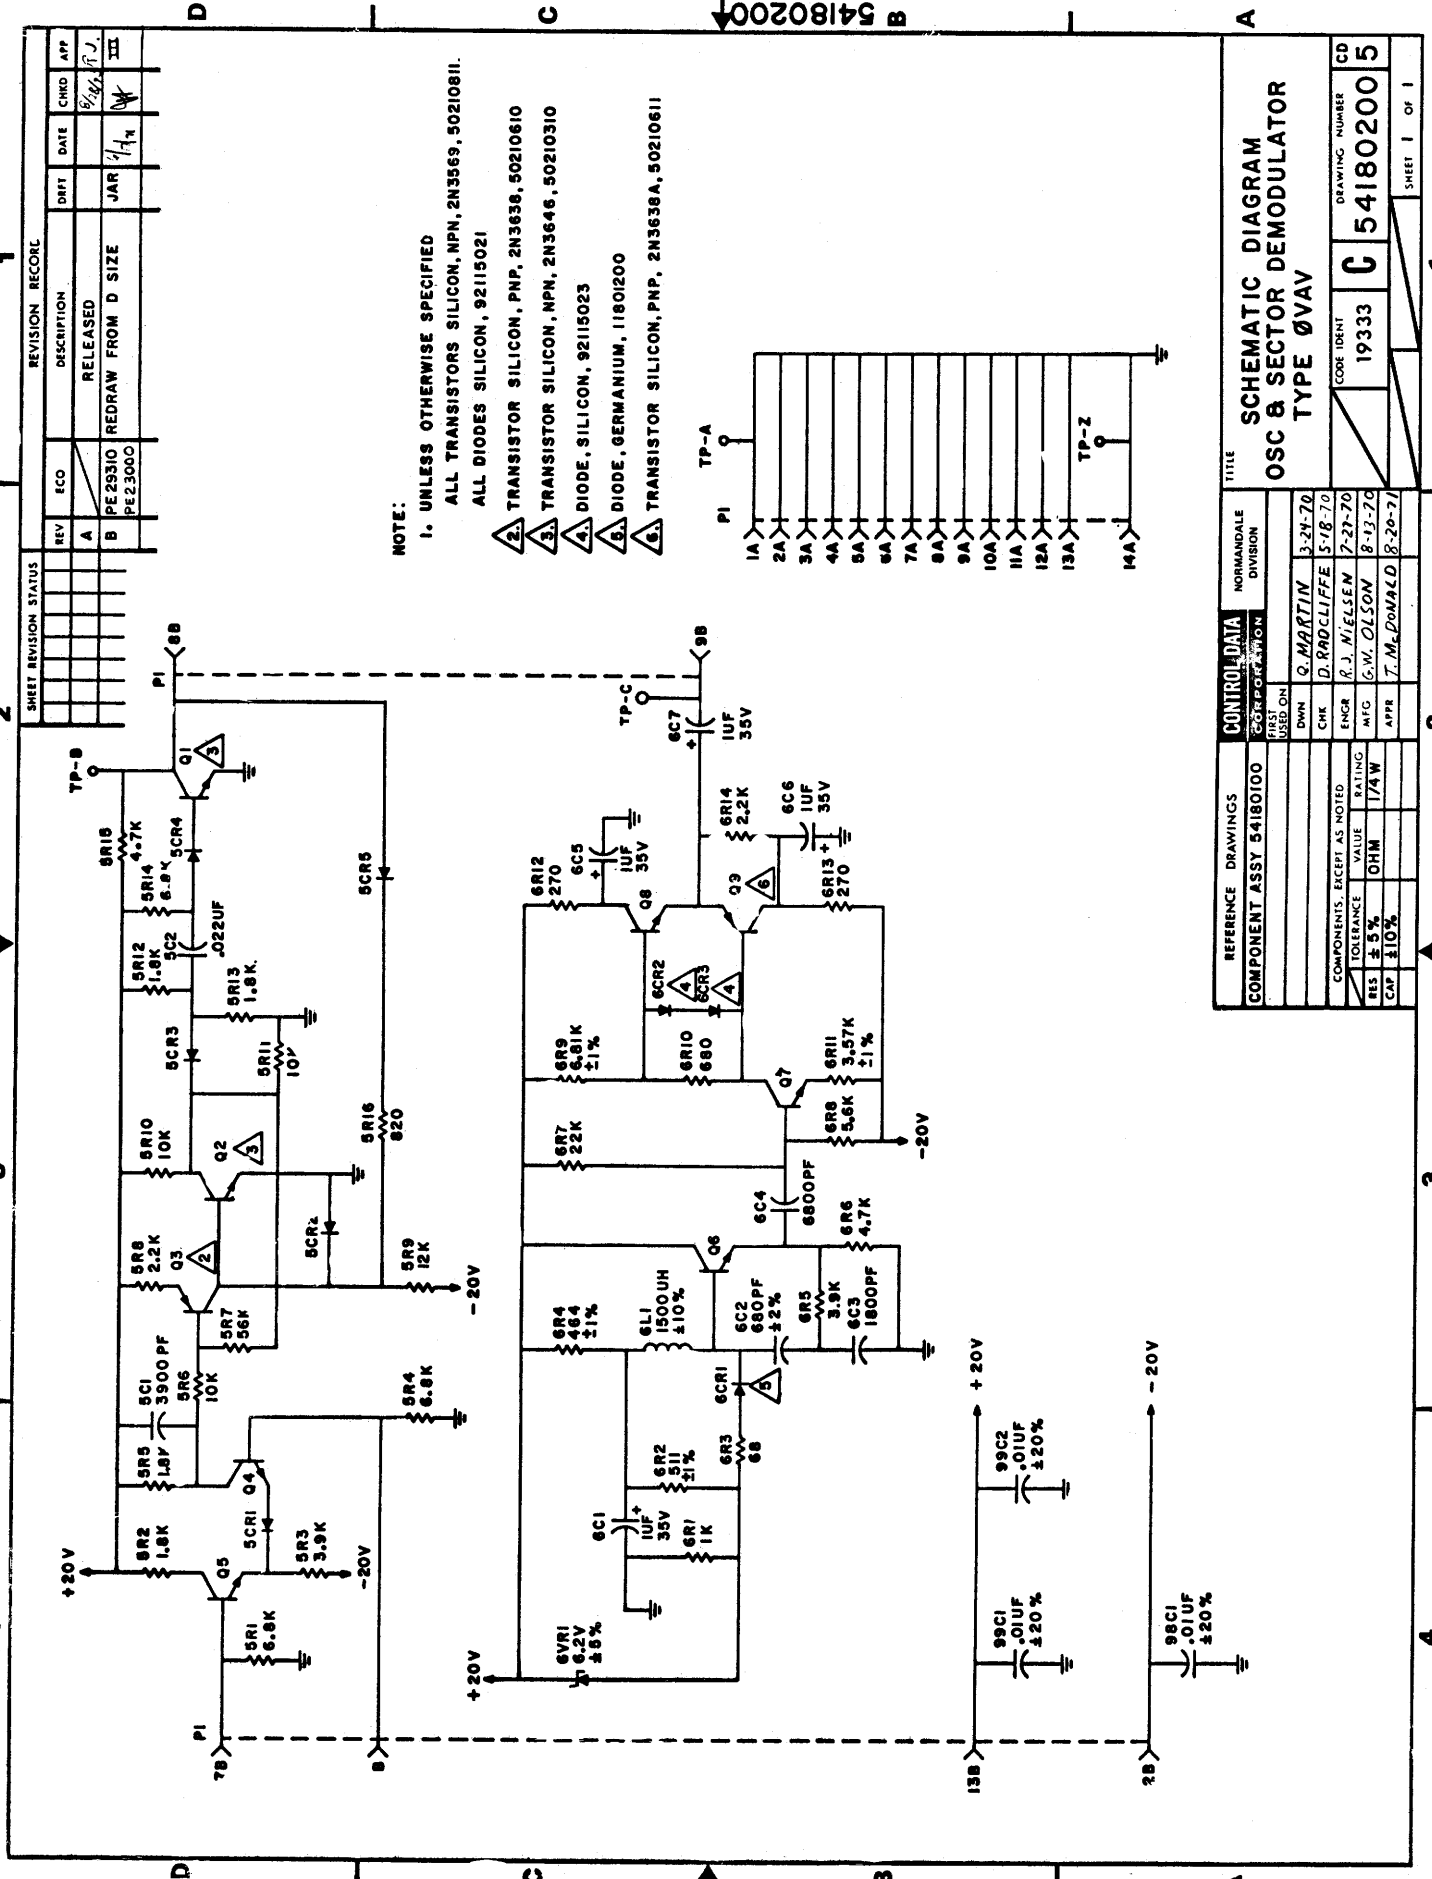 54180200
D
C
B
A
REVISION RECORD
SHEET REVISION STATUS
REV ECO DESCRIPTION DRFT DATE CHKD APP
A RELEASED
B PE29310 REDRAW FROM D SIZE JAR
PE23000
NOTE:
1. UNLESS OTHERWISE SPECIFIED
ALL TRANSISTORS SILICON, NPN, 2N3569, 50210811.
ALL DIODES SILICON, 92115021
2. TRANSISTOR SILICON, PNP, 2N3638, 50210610
3. TRANSISTOR SILICON, NPN, 2N3646, 50210310
4. DIODE, SILICON, 92115023
5. DIODE, GERMANIUM, 11801200
6. TRANSISTOR SILICON, PNP, 2N3638A, 50210611
+20V
5R2
1.8K
Q5
5R1
6.8K
P1
7B
8
5R3
3.9K
-20V
5CR1
Q4
5R5
5C1
3900PF
5R6
10K
5R7
56K
5R4
6.8K
5R8
2.2K
Q3
2
5R9
12K
-20V
5CR2
5R10
10K
Q2
3
5R16
820
5CR3
5R11
5R12
1.8K
5R13
1.8K
5C2
.022UF
5R14
5CR4
5R15
4.7K
5CR5
TP-B
Q1
3
P1
8B
+20V
6VR1
6.2V
±5%
6C1
1UF
35V
+
6R1
1K
6R2
511
±1%
6R3
68
6CR1
5
6R4
464
±1%
6L1
1500UH
±10%
6C2
680PF
±2%
6R5
3.9K
6C3
1800PF
Q6
6R6
4.7K
6C4
6800PF
6R7
22K
6R8
5.6K
-20V
6R9
6.81K
±1%
6R10
680
Q7
6R11
3.57K
±1%
6CR2
4
6CR3
4
6R12
270
6C5
1UF
35V
+
Q8
Q9
6
6R13
270
6R14
2.2K
6C6
1UF
35V
+
6C7
1UF
35V
+
TP-C
9B
13B
+20V
99C1
.01UF
±20%
99C2
.01UF
±20%
2B
-20V
98C1
.01UF
±20%
P1
TP-A
TP-Z
1A
2A
3A
4A
5A
6A
7A
8A
9A
10A
11A
12A
13A
14A
REFERENCE DRAWINGS
COMPONENT ASSY 54180100
COMPONENTS, EXCEPT AS NOTED
TOLERANCE VALUE RATING
RES ±5% OHM 1/4W
CAP ±10%
CONTROL DATA
CORPORATION
NORMANDALE
DIVISION
FIRST
USED ON
DWN Q. MARTIN 3-24-70
CHK D. RADCLIFFE 5-18-70
ENGR R.J. NIELSEN 7-27-70
MFG G.W. OLSON 8-13-70
APPR T. McDONALD 8-20-71
TITLE
SCHEMATIC DIAGRAM
OSC & SECTOR DEMODULATOR
TYPE ØVAV
CODE IDENT
19333
C
DRAWING NUMBER
54180200
CD
5
SHEET 1 OF 1
D
C
B
4
3
2